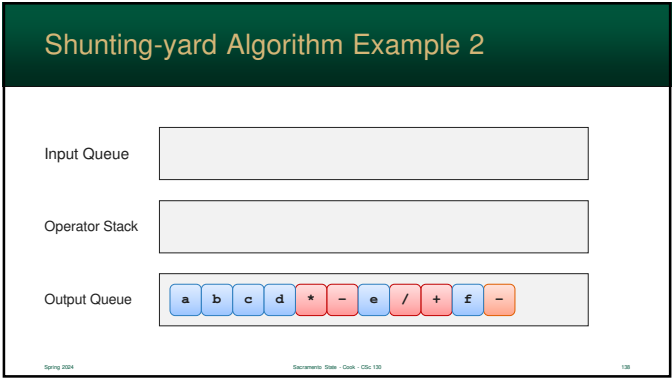 Shunting-yard Algorithm Example 2
Input Queue
Operator Stack
Output Queue
a b c d * – e / + f –
Spring 2024
Sacramento State - Cook - CSc 130
138